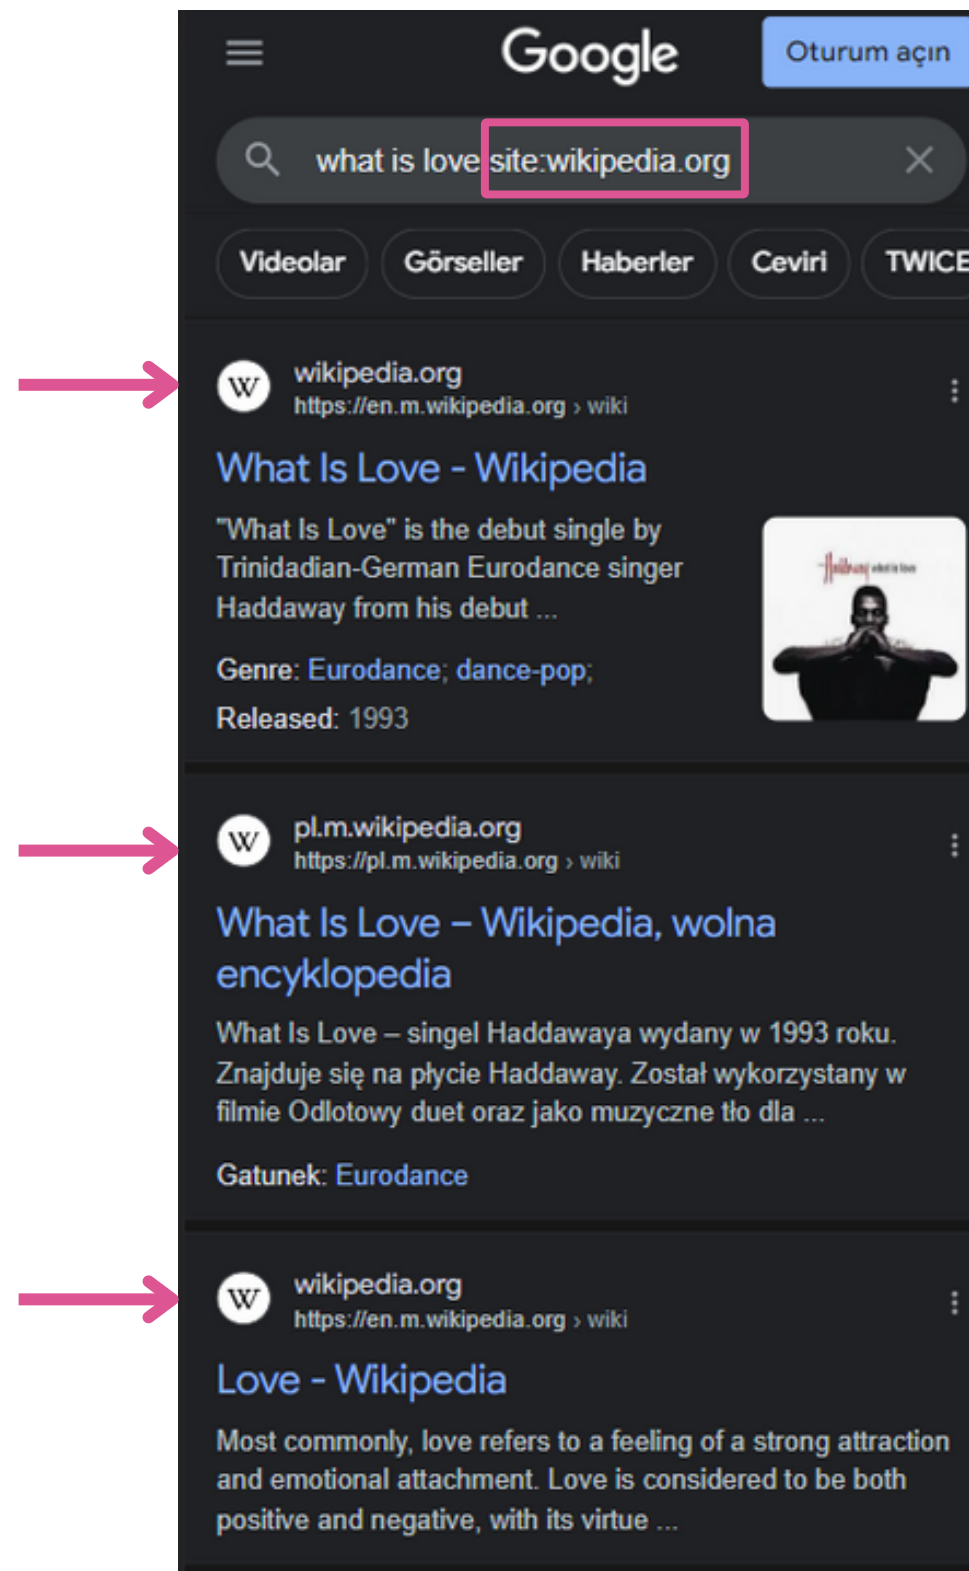 Google
Oturum açın
what is love site:wikipedia.org
Videolar Görseller Haberler Ceviri TWICE
W
wikipedia.org
https://en.m.wikipedia.org › wiki
What Is Love - Wikipedia
"What Is Love" is the debut single by
Trinidadian-German Eurodance singer
Haddaway from his debut ...
Genre: Eurodance; dance-pop;
Released: 1993
Haddaway what is love
W
pl.m.wikipedia.org
https://pl.m.wikipedia.org › wiki
What Is Love – Wikipedia, wolna
encyklopedia
What Is Love – singel Haddawaya wydany w 1993 roku.
Znajduje się na płycie Haddaway. Został wykorzystany w
filmie Odlotowy duet oraz jako muzyczne tło dla ...
Gatunek: Eurodance
W
wikipedia.org
https://en.m.wikipedia.org › wiki
Love - Wikipedia
Most commonly, love refers to a feeling of a strong attraction
and emotional attachment. Love is considered to be both
positive and negative, with its virtue ...